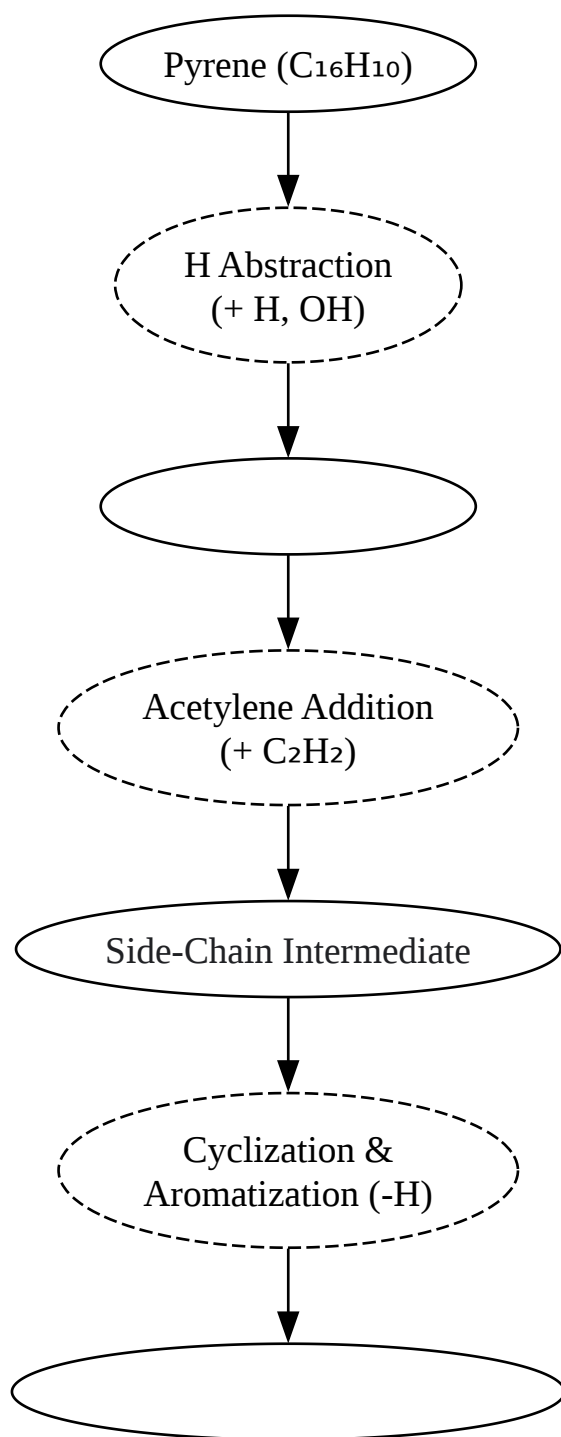 Pyrene (C₁₆H₁₀)
H Abstraction
(+ H, OH)
Acetylene Addition
(+ C₂H₂)
Side-Chain Intermediate
Cyclization &
Aromatization (-H)